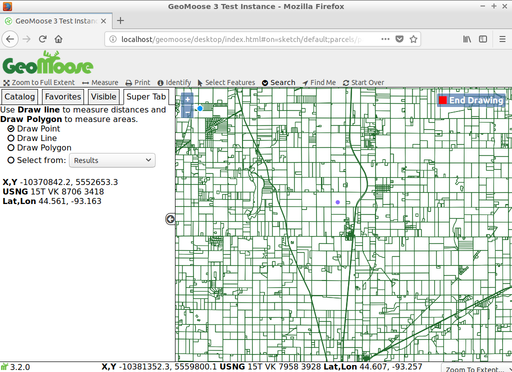 GeoMoose 3 Test Instance - Mozilla Firefox
GeoMoose 3 Test Instanc
localhost/geomoose/desktop/index.html#on=sketch/default;parcels/
GeoMoose
Zoom to Full Extent
Measure
Print
Identify
Select Features
Search
Find Me
Start Over
Catalog
Favorites
Visible
Super Tab
End Drawing
Use Draw line to measure distances and
Draw Polygon to measure areas.
Draw Point
Draw Line
Draw Polygon
Select from: Results
X,Y -10370842.2, 5552653.3
USNG 15T VK 8706 3418
Lat,Lon 44.561, -93.163
3.2.0
X,Y -10381352.3, 5559800.1 USNG 15T VK 7958 3928 Lat,Lon 44.607, -93.257
Zoom To Extent...